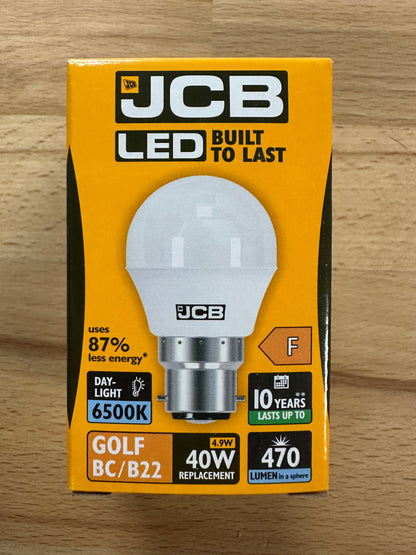 JCB
JCB
LED BUILT
TO LAST
JCB
uses
87%
less energy*
F
DAY-
LIGHT
6500K
10 YEARS**
LASTS UP TO
GOLF
BC/B22
4.9W
40W
REPLACEMENT
470
LUMEN in a sphere